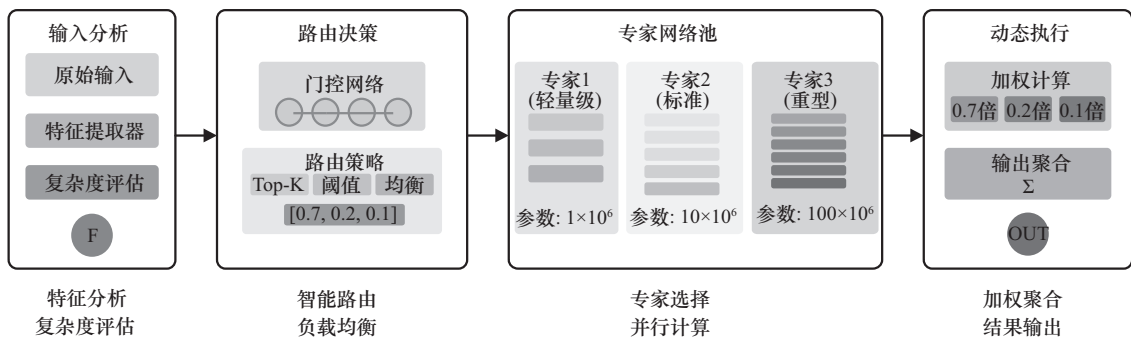 输入分析
原始输入
特征提取器
复杂度评估
F
特征分析
复杂度评估
路由决策
门控网络
路由策略
Top-K 阈值 均衡
[0.7, 0.2, 0.1]
智能路由
负载均衡
专家网络池
专家1
(轻量级)
参数: 1×10⁶
专家2
(标准)
参数: 10×10⁶
专家3
(重型)
参数: 100×10⁶
专家选择
并行计算
动态执行
加权计算
0.7倍 0.2倍 0.1倍
输出聚合
Σ
OUT
加权聚合
结果输出